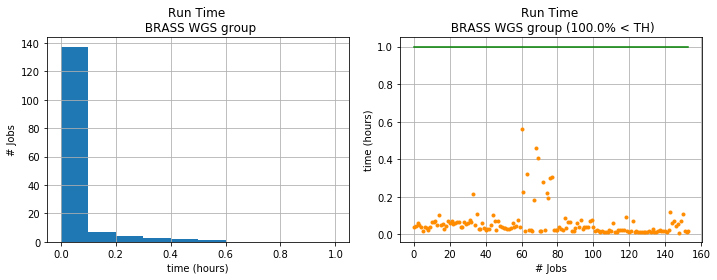 Run Time
BRASS WGS group
# Jobs
140
120
100
80
60
40
20
0
0.0 0.2 0.4 0.6 0.8 1.0
time (hours)
Run Time
BRASS WGS group (100.0% < TH)
time (hours)
1.0
0.8
0.6
0.4
0.2
0.0
0 20 40 60 80 100 120 140 160
# Jobs